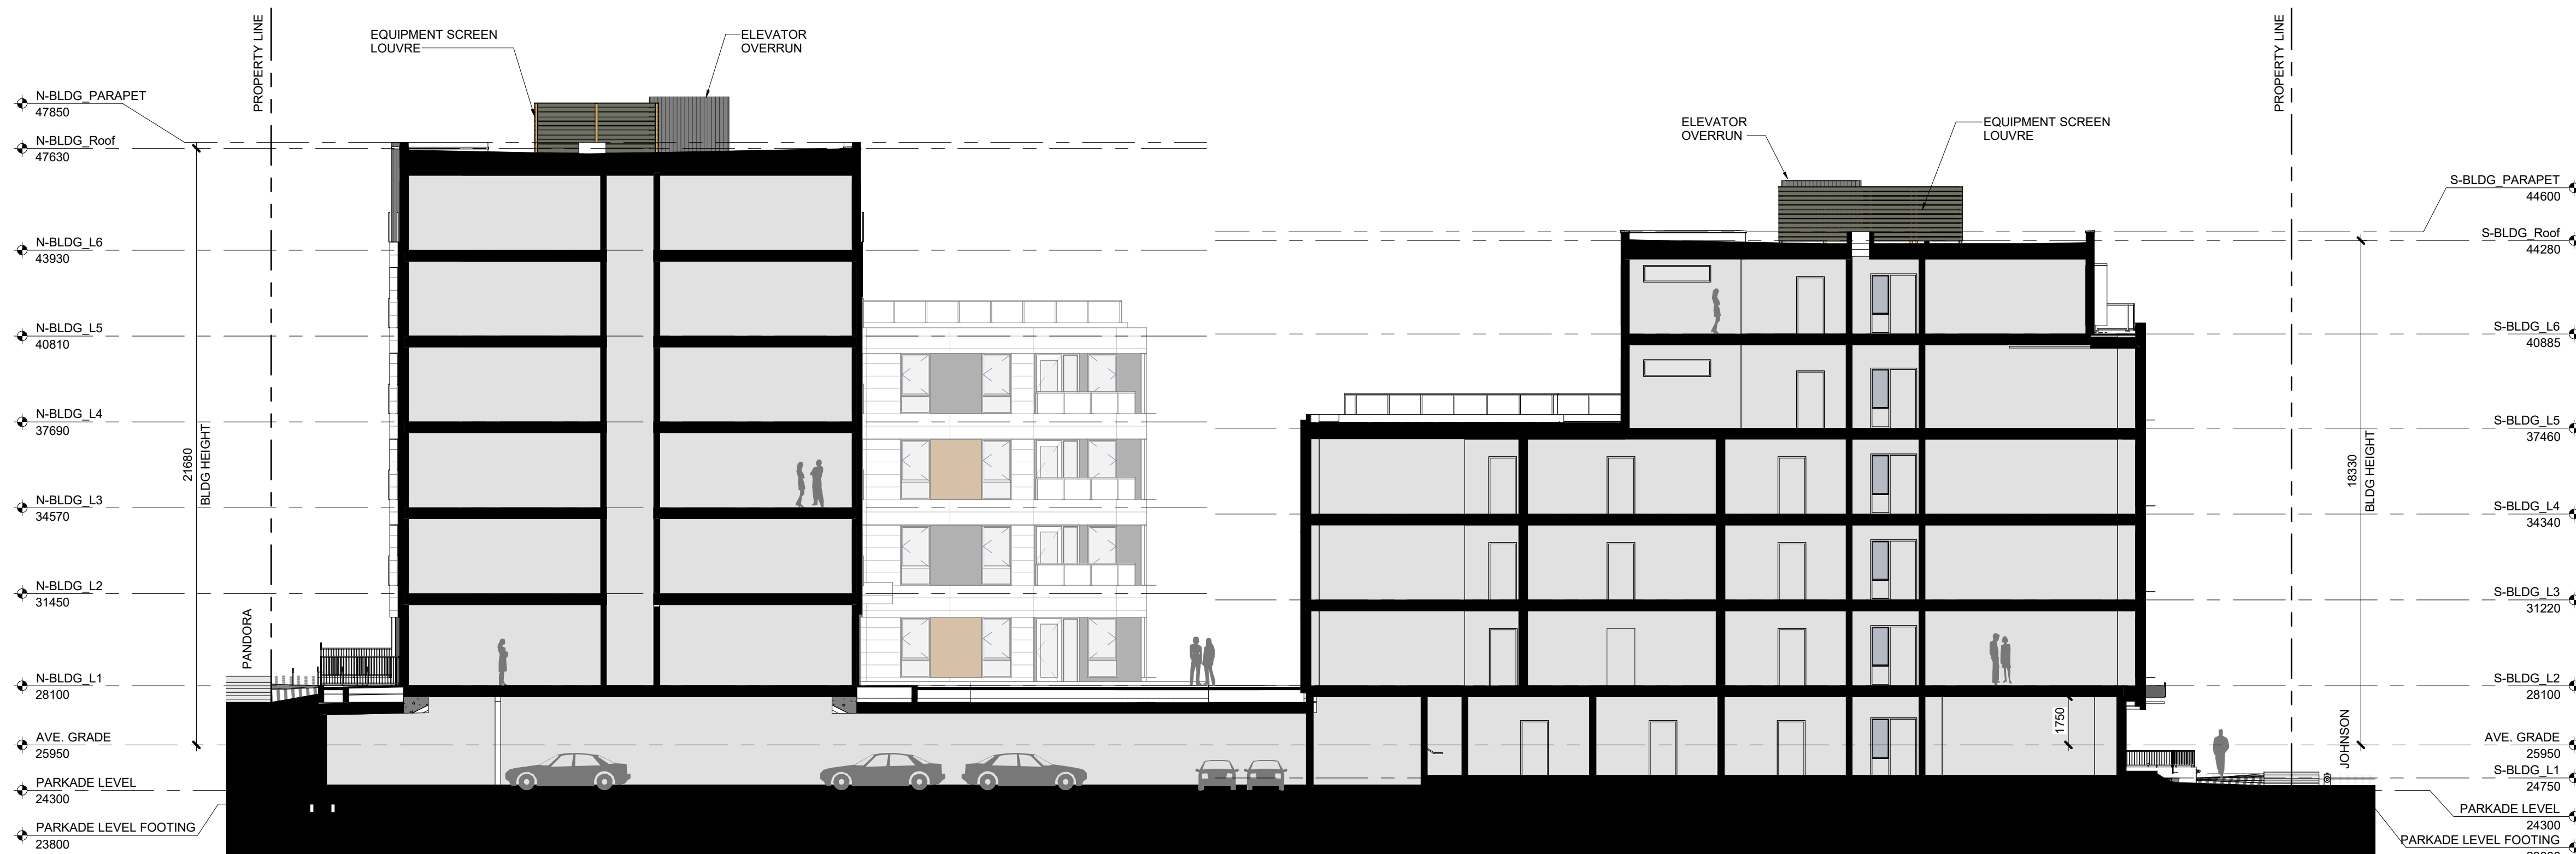 PROPERTY LINE
EQUIPMENT SCREEN
LOUVRE
ELEVATOR
OVERRUN
N-BLDG_PARAPET
47850
N-BLDG_Roof
47630
N-BLDG_L6
43930
N-BLDG_L5
40810
N-BLDG_L4
37690
N-BLDG_L3
34570
N-BLDG_L2
31450
N-BLDG_L1
28100
AVE. GRADE
25950
PARKADE LEVEL
24300
PARKADE LEVEL FOOTING
23800
21680
BLDG HEIGHT
PANDORA
ELEVATOR
OVERRUN
EQUIPMENT SCREEN
LOUVRE
PROPERTY LINE
1750
JOHNSON
18330
BLDG HEIGHT
S-BLDG_PARAPET
44600
S-BLDG_Roof
44280
S-BLDG_L6
40885
S-BLDG_L5
37460
S-BLDG_L4
34340
S-BLDG_L3
31220
S-BLDG_L2
28100
AVE. GRADE
25950
S-BLDG_L1
24750
PARKADE LEVEL
24300
PARKADE LEVEL FOOTING